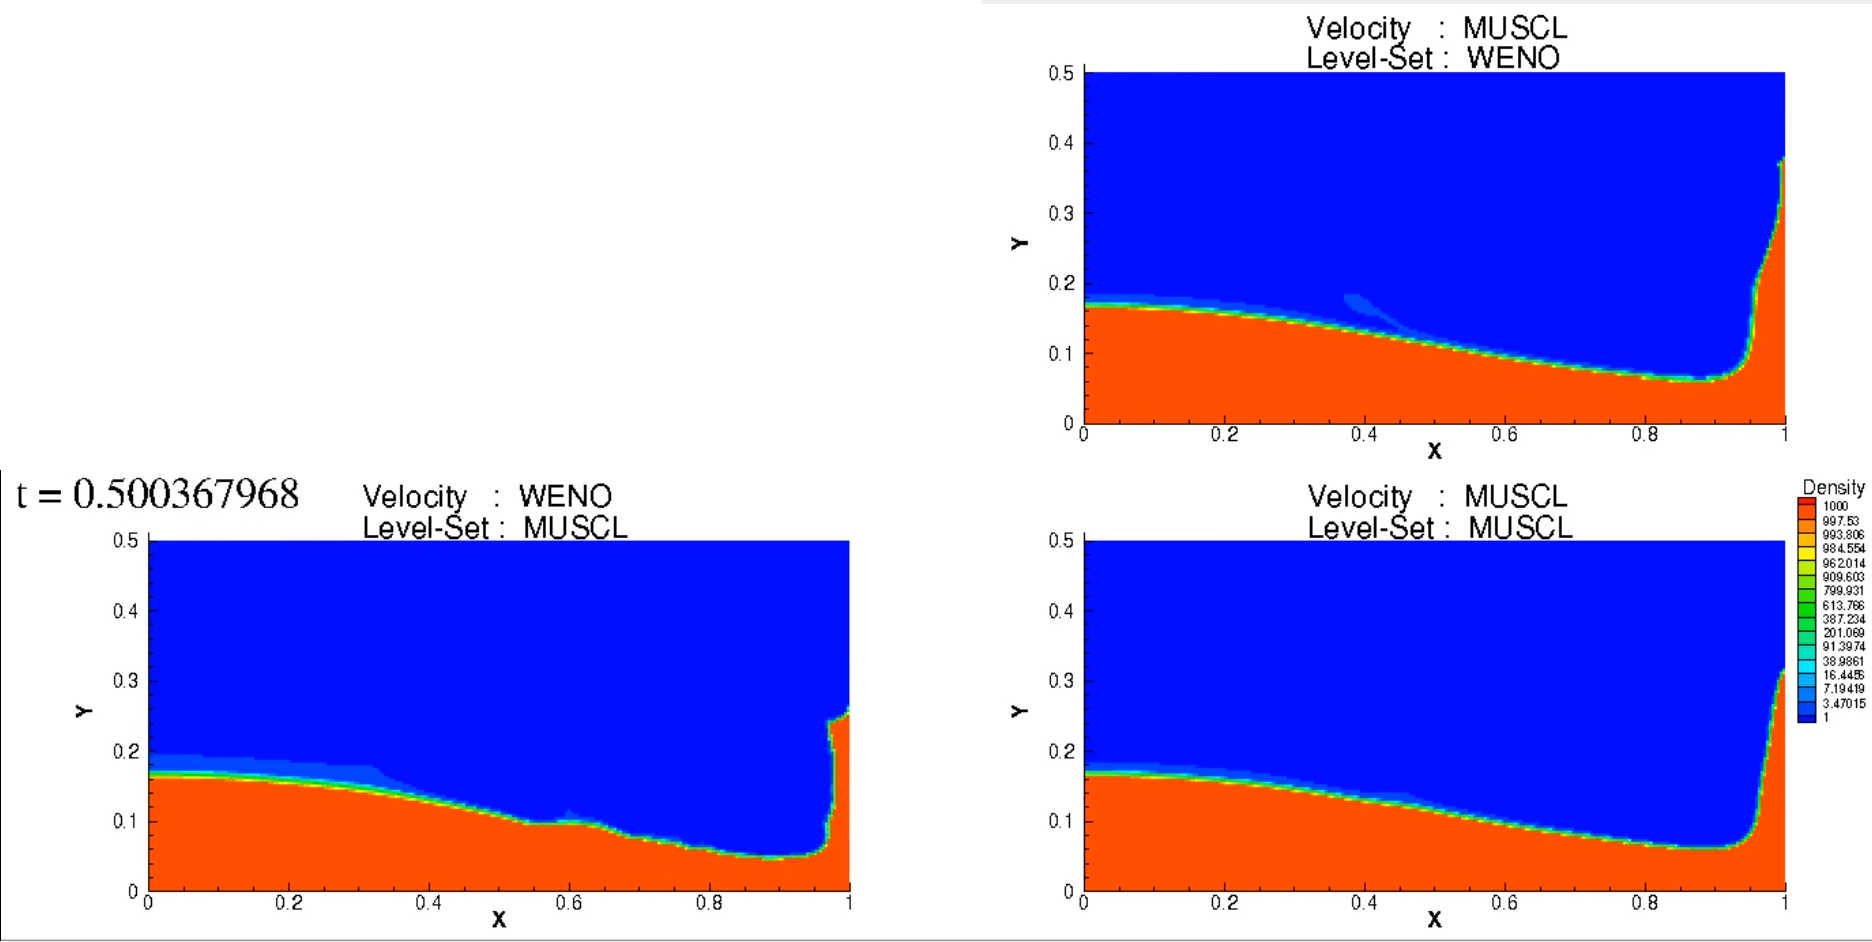 Velocity : MUSCL
Level-Set : WENO
0.5
0.4
0.3
0.2
0.1
0
Y
0 0.2 0.4 0.6 0.8 1
X
t = 0.500367968
Velocity : WENO
Level-Set : MUSCL
0.5
0.4
0.3
0.2
0.1
0
Y
0 0.2 0.4 0.6 0.8 1
X
Velocity : MUSCL
Level-Set : MUSCL
0.5
0.4
0.3
0.2
0.1
0
Y
0 0.2 0.4 0.6 0.8 1
X
Density
1000
997.53
993.806
984.554
962.014
909.603
799.931
613.766
387.234
201.069
91.3974
38.9861
16.4456
7.19419
3.47015
1